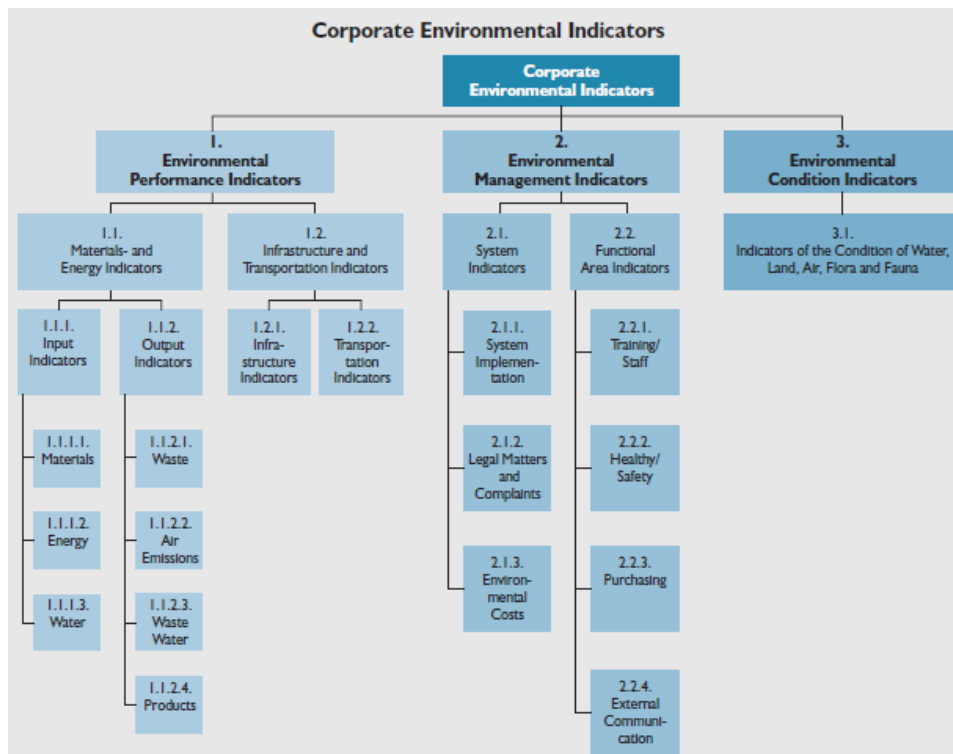 Corporate Environmental Indicators
Corporate
Environmental Indicators
1.
Environmental
Performance Indicators
2.
Environmental
Management Indicators
3.
Environmental
Condition Indicators
1.1.
Materials- and
Energy Indicators
1.2.
Infrastructure and
Transportation Indicators
2.1.
System
Indicators
2.2.
Functional
Area Indicators
3.1.
Indicators of the Condition of Water,
Land, Air, Flora and Fauna
1.1.1.
Input
Indicators
1.1.2.
Output
Indicators
1.2.1.
Infra-
structure
Indicators
1.2.2.
Transpor-
tation
Indicators
2.1.1.
System
Implemen-
tation
2.2.1.
Training/
Staff
1.1.1.1.
Materials
1.1.2.1.
Waste
2.1.2.
Legal Matters
and
Complaints
2.2.2.
Healthy/
Safety
1.1.1.2.
Energy
1.1.2.2.
Air
Emissions
2.1.3.
Environ-
mental
Costs
2.2.3.
Purchasing
1.1.1.3.
Water
1.1.2.3.
Waste
Water
1.1.2.4.
Products
2.2.4.
External
Communi-
cation